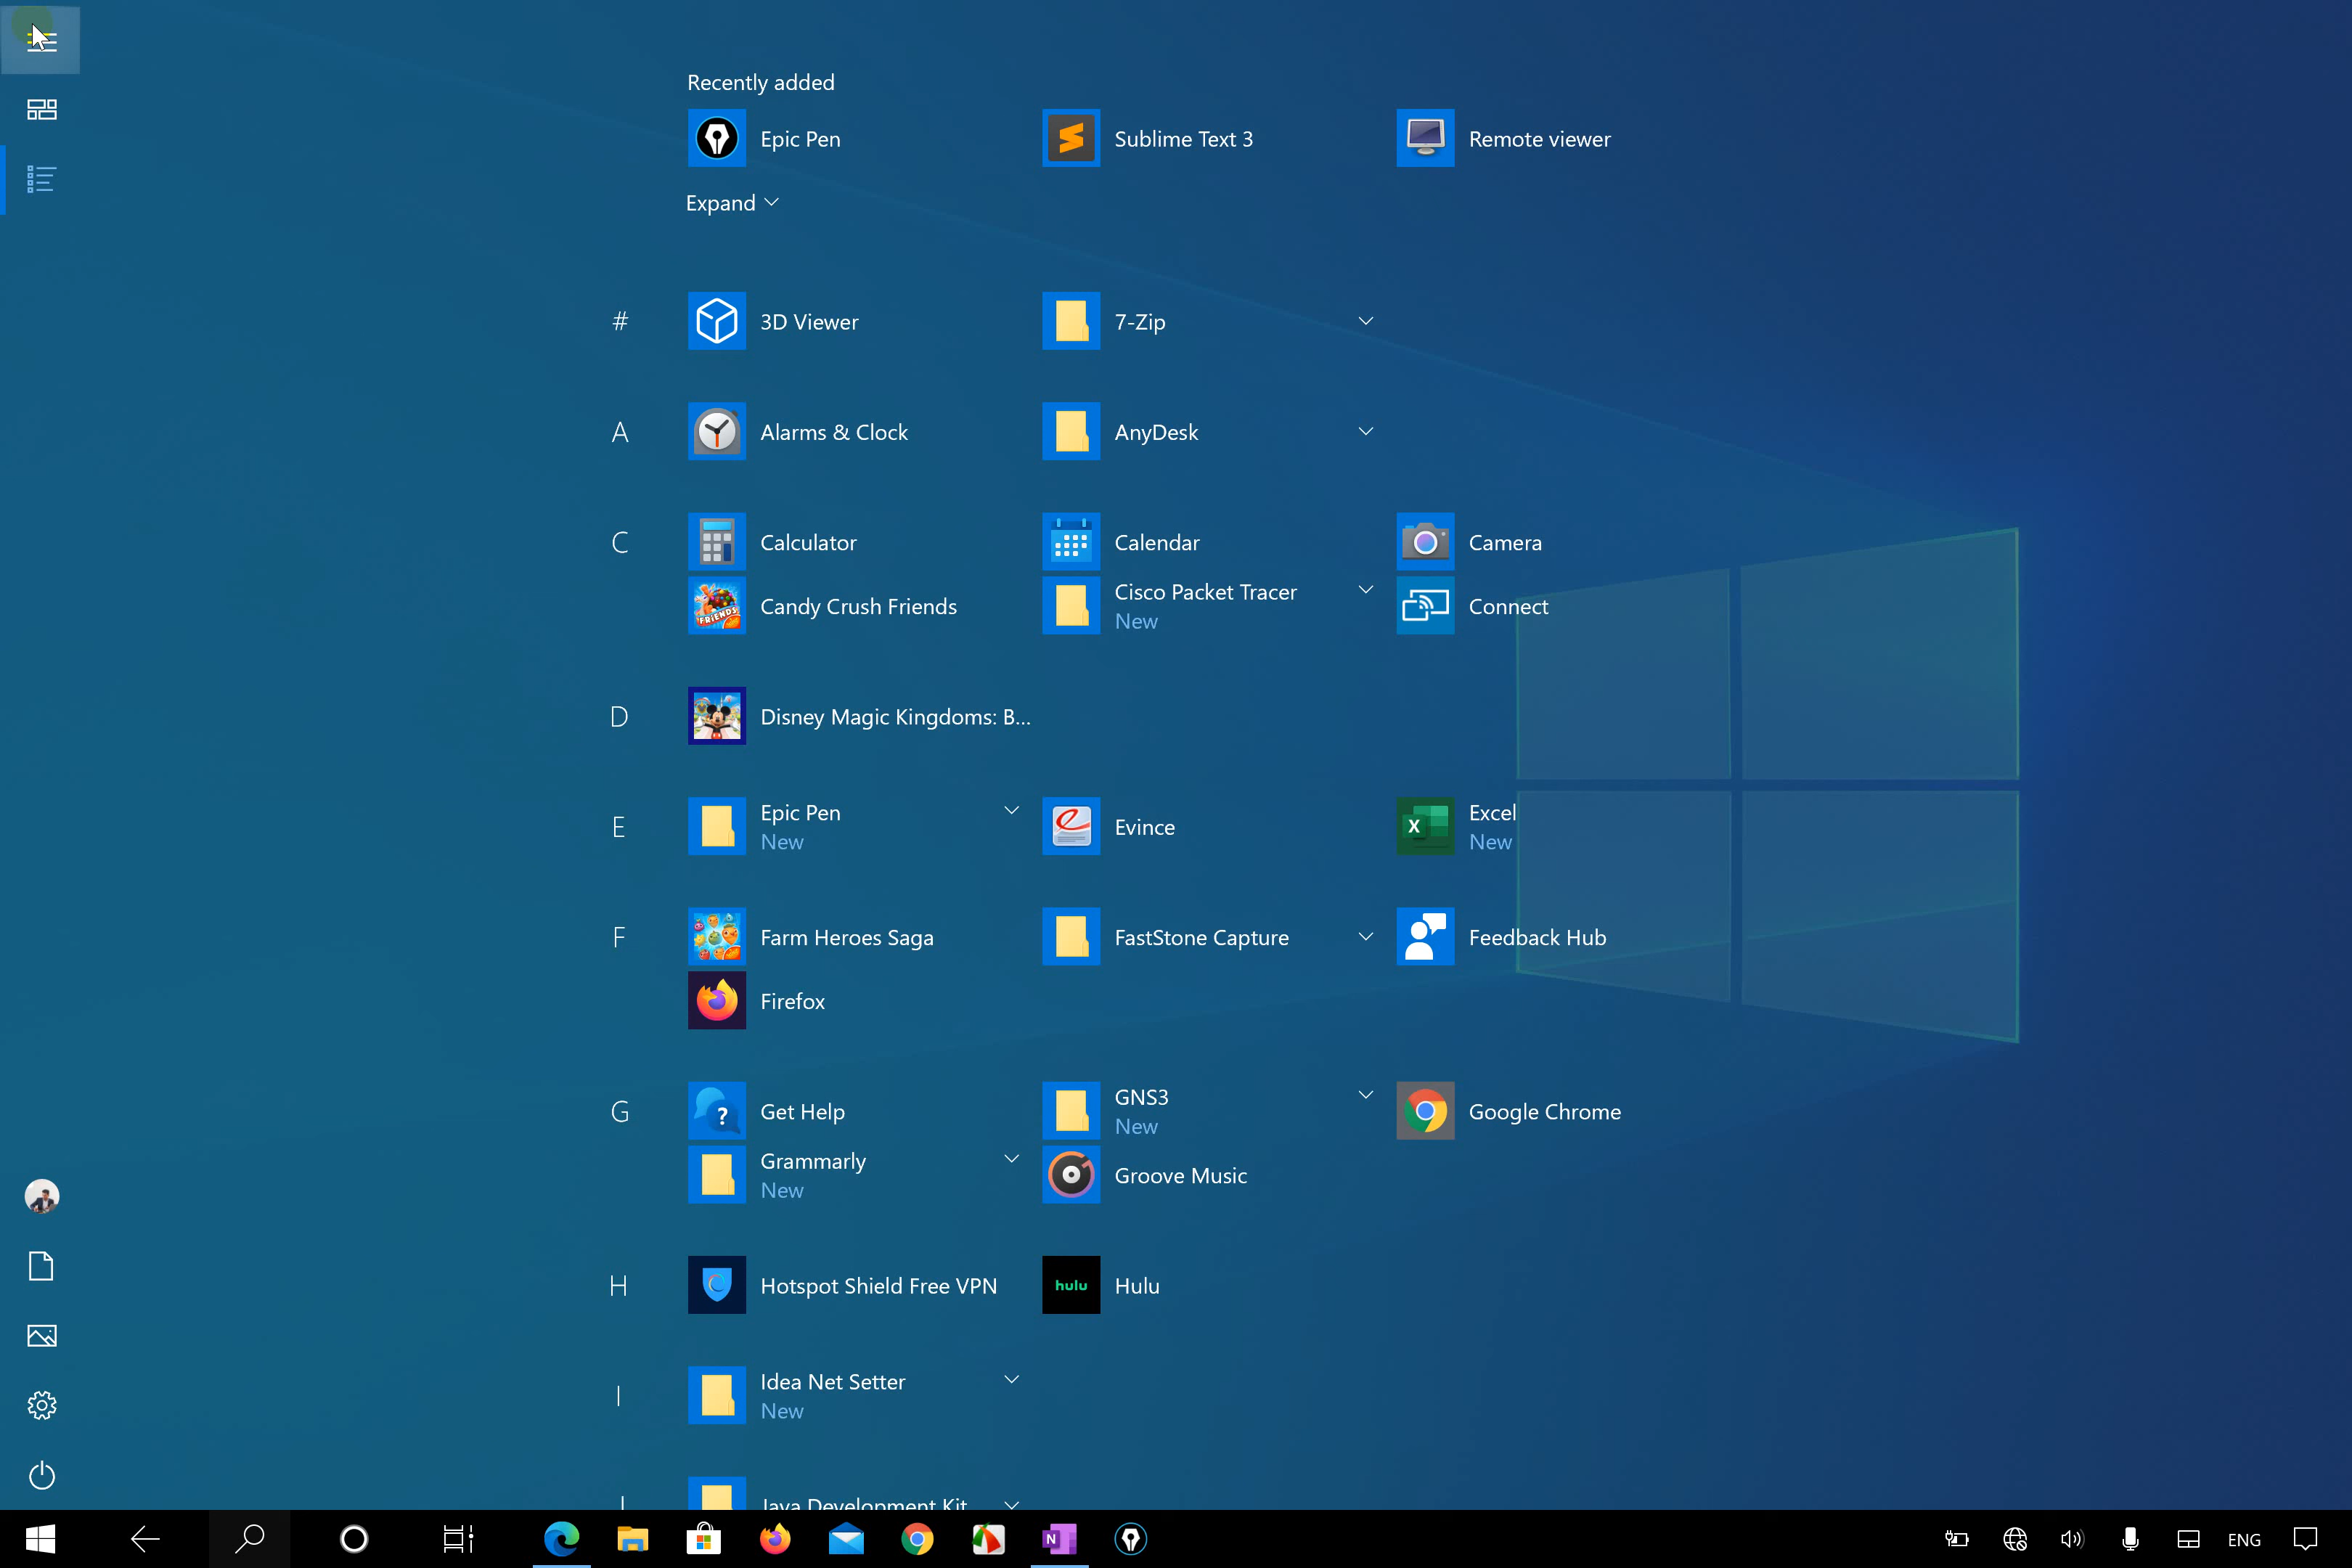 Recently added
Epic Pen
Sublime Text 3
Remote viewer
Expand
#
3D Viewer
7-Zip
A
Alarms & Clock
AnyDesk
C
Calculator
Calendar
Camera
Candy Crush Friends
Cisco Packet Tracer
New
Connect
D
Disney Magic Kingdoms: B...
E
Epic Pen
New
Evince
Excel
New
F
Farm Heroes Saga
FastStone Capture
Feedback Hub
Firefox
G
Get Help
GNS3
New
Google Chrome
Grammarly
New
Groove Music
H
Hotspot Shield Free VPN
hulu
Hulu
I
Idea Net Setter
New
J
Java Development Kit
ENG